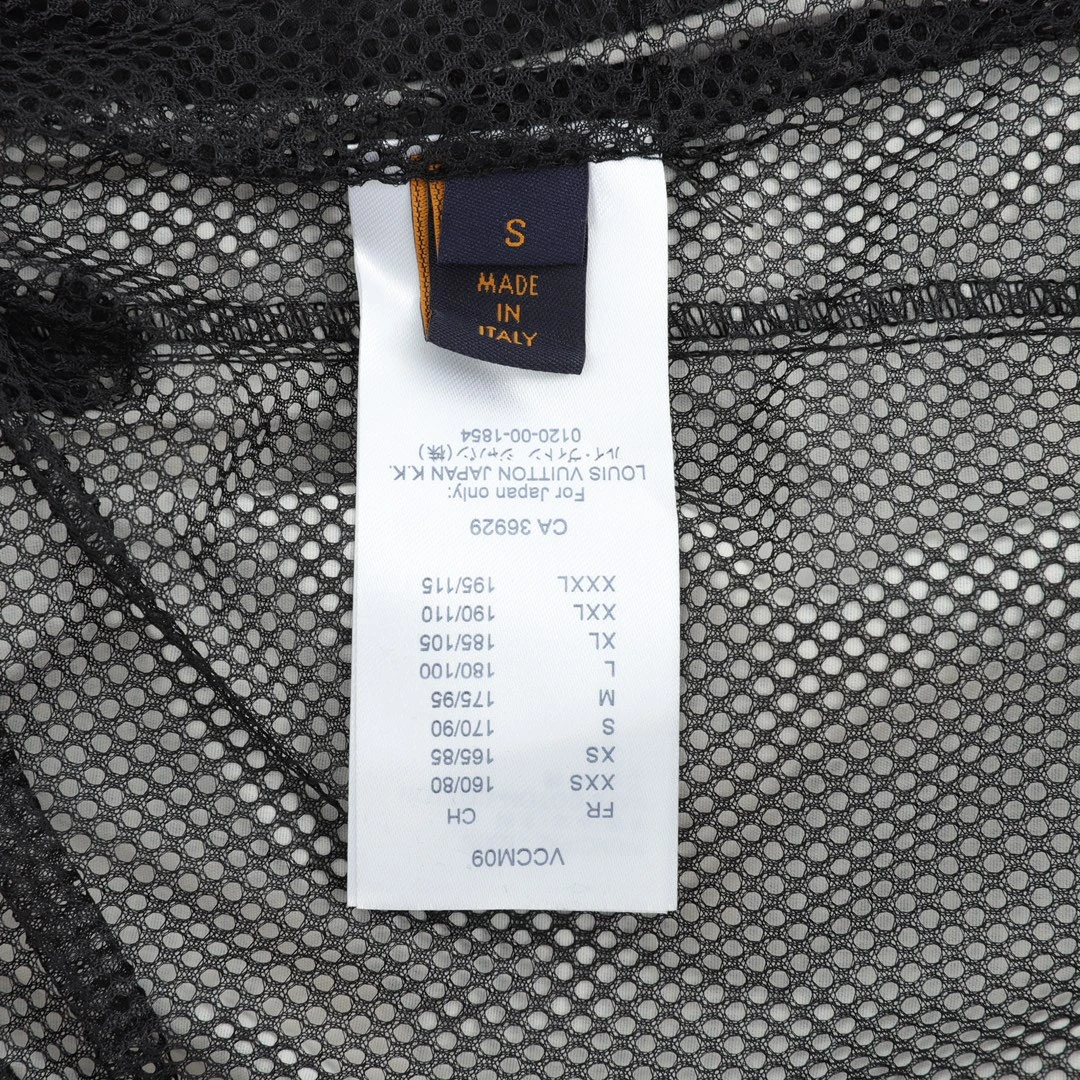 S
MADE
IN
ITALY
VCCM09
FR CH
XXS 160/80
XS 165/85
S 170/90
M 175/95
L 180/100
XL 185/105
XXL 190/110
XXXL 195/115
CA 36929
For Japan only:
LOUIS VUITTON JAPAN K.K.
ルイ・ヴィトン ジャパン(株)
0120-00-1854